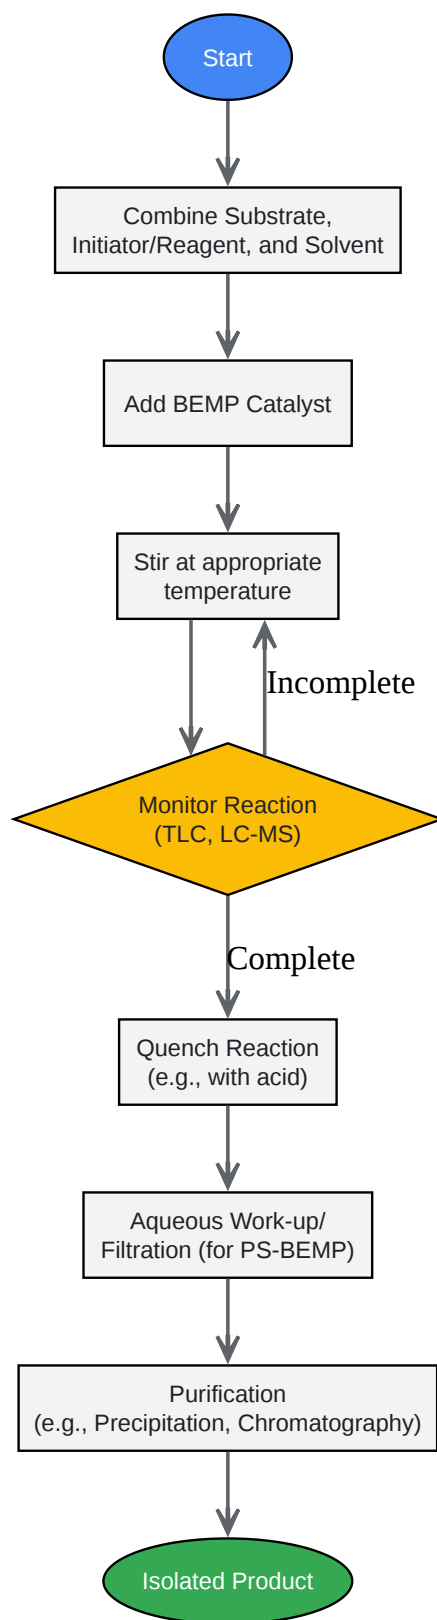 Start
Combine Substrate,
Initiator/Reagent, and Solvent
Add BEMP Catalyst
Stir at appropriate
temperature
Incomplete
Monitor Reaction
(TLC, LC-MS)
Complete
Quench Reaction
(e.g., with acid)
Aqueous Work-up/
Filtration (for PS-BEMP)
Purification
(e.g., Precipitation, Chromatography)
Isolated Product